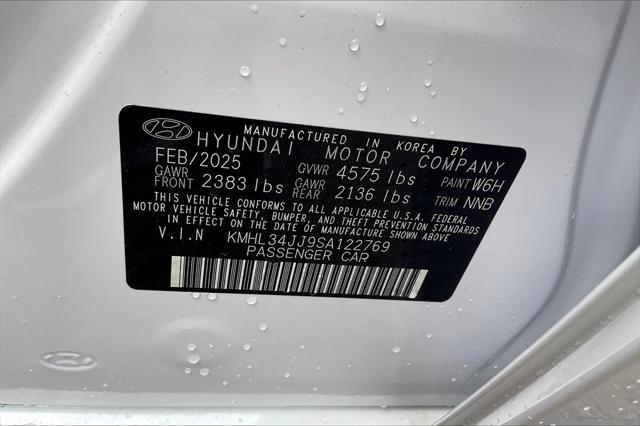 MANUFACTURED IN KOREA BY
HYUNDAI MOTOR COMPANY
FEB/2025 GVWR 4575 lbs PAINT W6H
GAWR FRONT 2383 lbs GAWR REAR 2136 lbs TRIM NNB
THIS VEHICLE CONFORMS TO ALL APPLICABLE U.S.A. FEDERAL
MOTOR VEHICLE SAFETY, BUMPER, AND THEFT PREVENTION STANDARDS
IN EFFECT ON THE DATE OF MANUFACTURE SHOWN ABOVE
V.I.N KMHL34JJ9SA122769
PASSENGER CAR